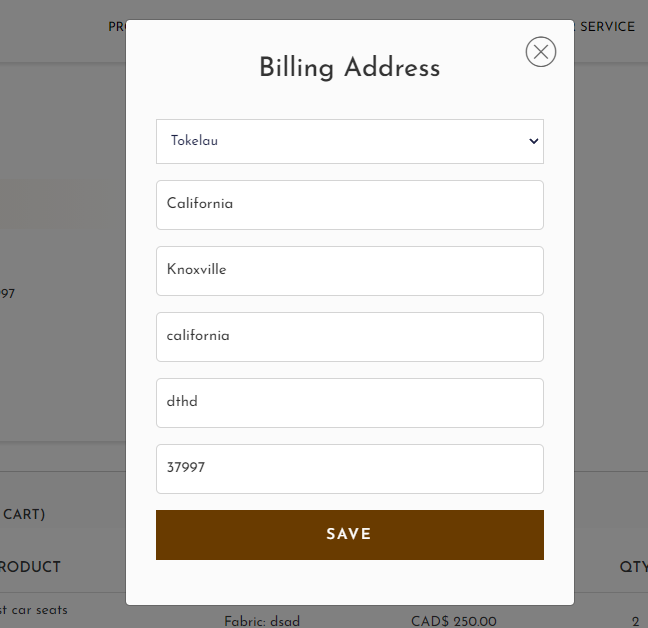 SERVICE
Billing Address
Tokelau
California
Knoxville
california
dthd
37997
SAVE
97
CART)
RODUCT
QTY
st car seats
Fabric: dsad
CAD$ 250.00
2